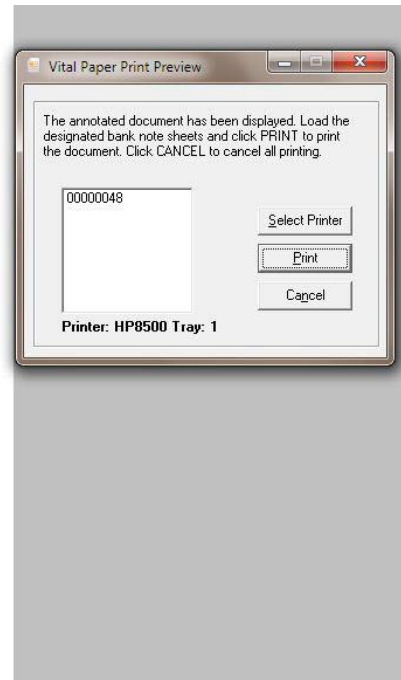 Vital Paper Print Preview
The annotated document has been displayed. Load the
designated bank note sheets and click PRINT to print
the document. Click CANCEL to cancel all printing.
00000048
Select Printer
Print
Cancel
Printer: HP8500 Tray: 1